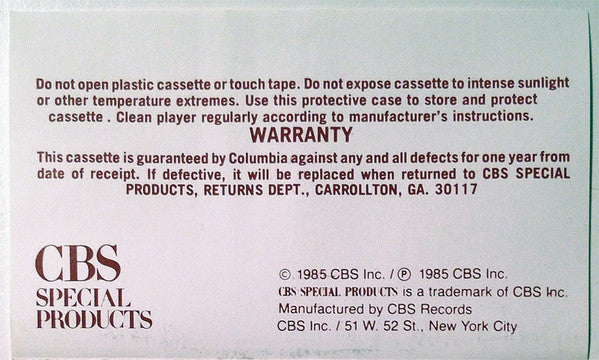 Do not open plastic cassette or touch tape. Do not expose cassette to intense sunlight
or other temperature extremes. Use this protective case to store and protect
cassette . Clean player regularly according to manufacturer's instructions.
WARRANTY
This cassette is guaranteed by Columbia against any and all defects for one year from
date of receipt. If defective, it will be replaced when returned to CBS SPECIAL
PRODUCTS, RETURNS DEPT., CARROLLTON, GA. 30117
CBS
SPECIAL
PRODUCTS
© 1985 CBS Inc. / ℗ 1985 CBS Inc.
CBS SPECIAL PRODUCTS is a trademark of CBS Inc.
Manufactured by CBS Records
CBS Inc. / 51 W. 52 St., New York City